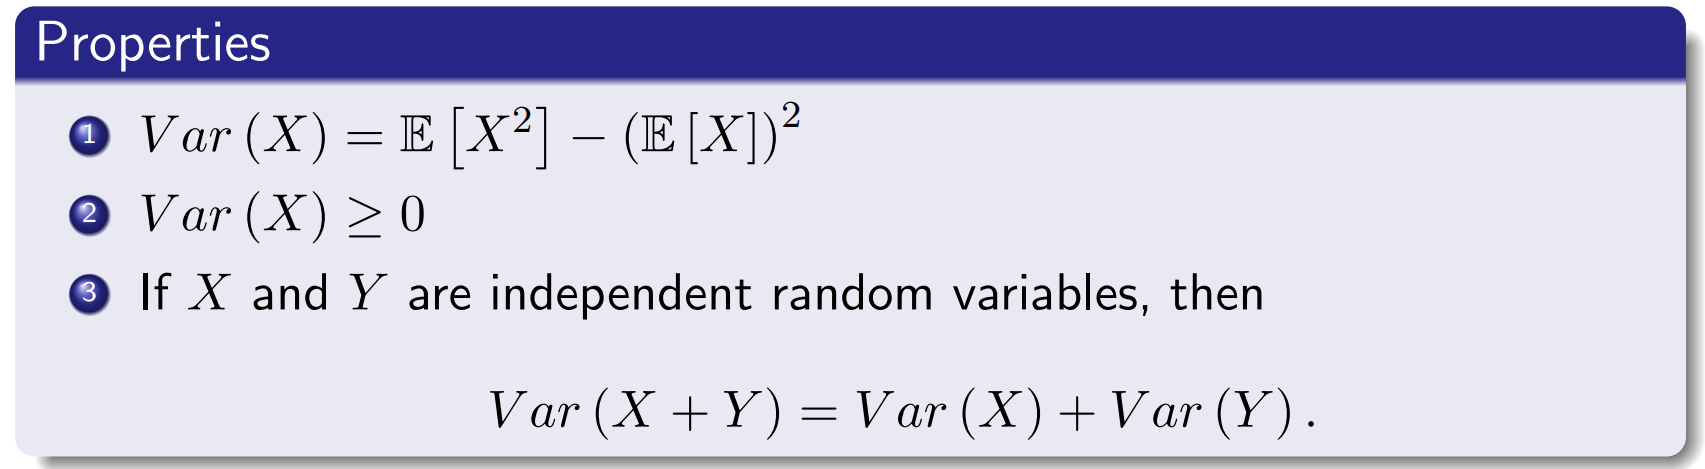 Properties
1 Var (X) = 𝔼 [X²] − (𝔼 [X])²
2 Var (X) ≥ 0
3 If X and Y are independent random variables, then
Var (X + Y) = Var (X) + Var (Y) .